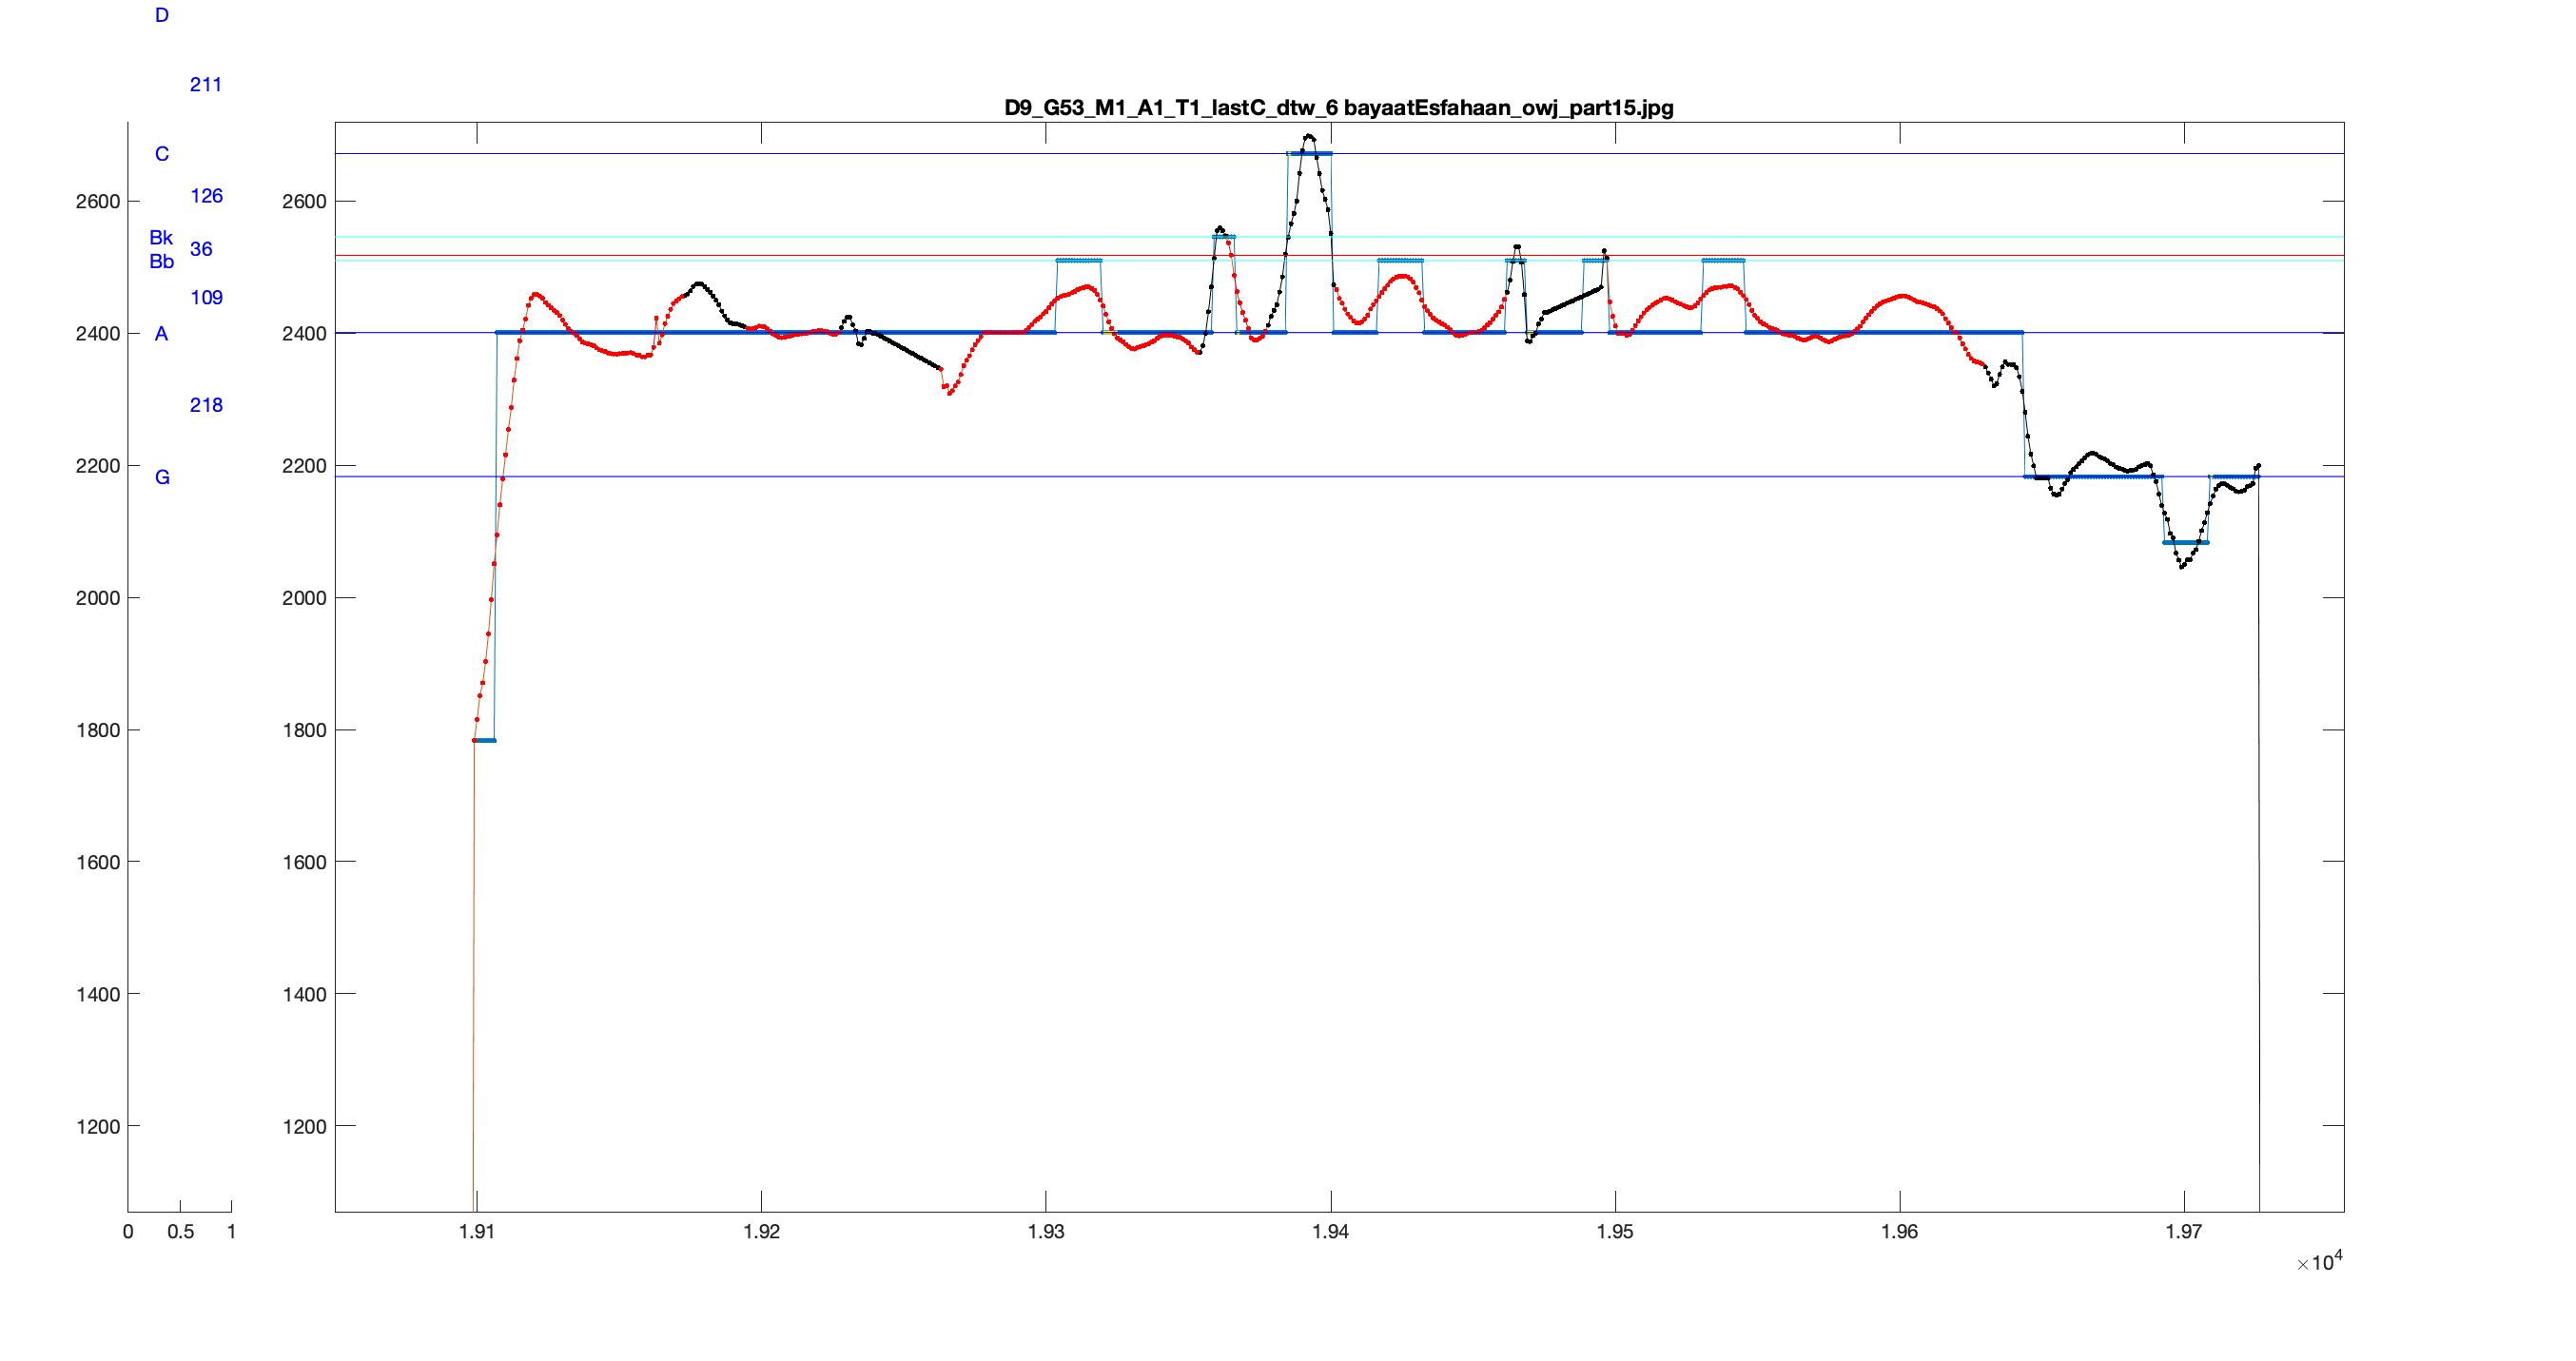 D
211
D9_G53_M1_A1_T1_lastC_dtw_6 bayaatEsfahaan_owj_part15.jpg
C
126
2600 2600
Bk
36
Bb
109
A
2400 2400
218
2200 2200
G
2000 2000
1800 1800
1600 1600
1400 1400
1200 1200
0 0.5 1 1.91 1.92 1.93 1.94 1.95 1.96 1.97
×10^4